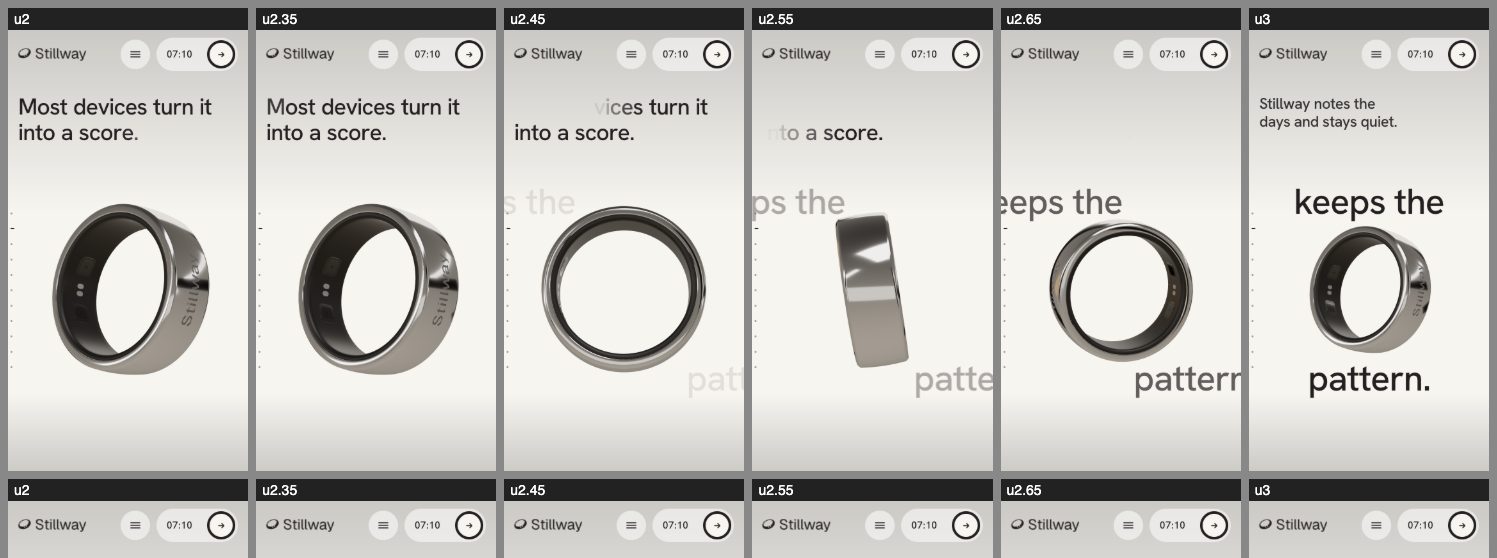 u2
Stillway
07:10
Most devices turn it
into a score.
Stillway
u2.35
Stillway
07:10
Most devices turn it
into a score.
Stillway
u2.45
Stillway
07:10
vices turn it
into a score.
s the
patt
u2.55
Stillway
07:10
nto a score.
ps the
patte
u2.65
Stillway
07:10
eeps the
pattern
u3
Stillway
07:10
Stillway notes the
days and stays quiet.
keeps the
Stillway
pattern.
u2
Stillway
07:10
u2.35
Stillway
07:10
u2.45
Stillway
07:10
u2.55
Stillway
07:10
u2.65
Stillway
07:10
u3
Stillway
07:10